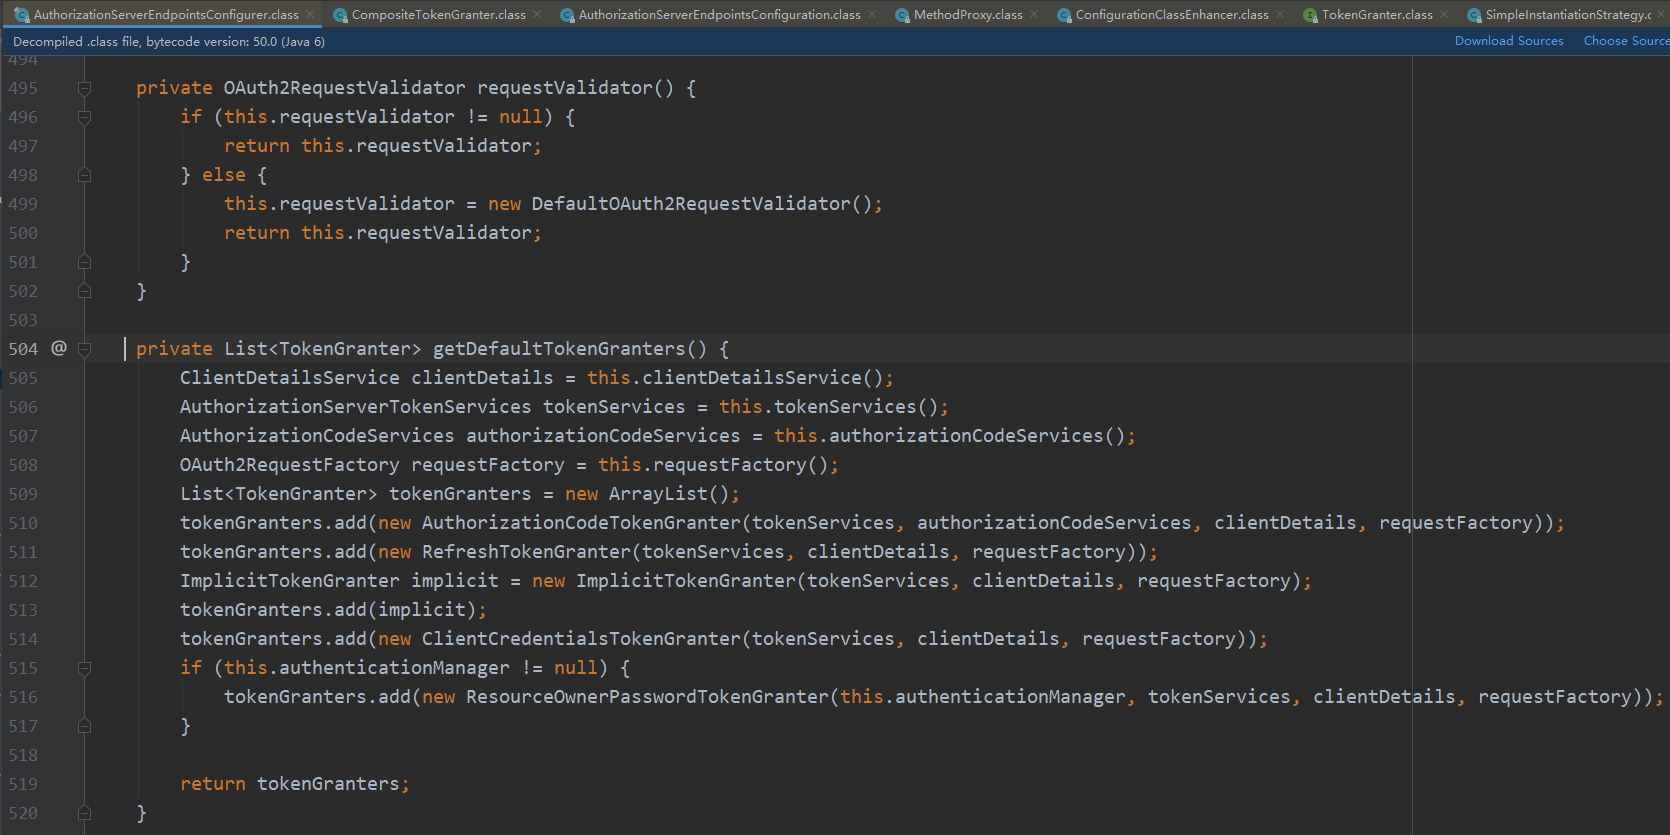 AuthorizationServerEndpointsConfigurer.class CompositeTokenGranter.class AuthorizationServerEndpointsConfiguration.class MethodProxy.class ConfigurationClassEnhancer.class TokenGranter.class SimpleInstantiationStrategy.c
Decompiled .class file, bytecode version: 50.0 (Java 6) Download Sources Choose Source
494
495 private OAuth2RequestValidator requestValidator() {
496 if (this.requestValidator != null) {
497 return this.requestValidator;
498 } else {
499 this.requestValidator = new DefaultOAuth2RequestValidator();
500 return this.requestValidator;
501 }
502 }
503
504 @ private List<TokenGranter> getDefaultTokenGranters() {
505 ClientDetailsService clientDetails = this.clientDetailsService();
506 AuthorizationServerTokenServices tokenServices = this.tokenServices();
507 AuthorizationCodeServices authorizationCodeServices = this.authorizationCodeServices();
508 OAuth2RequestFactory requestFactory = this.requestFactory();
509 List<TokenGranter> tokenGranters = new ArrayList();
510 tokenGranters.add(new AuthorizationCodeTokenGranter(tokenServices, authorizationCodeServices, clientDetails, requestFactory));
511 tokenGranters.add(new RefreshTokenGranter(tokenServices, clientDetails, requestFactory));
512 ImplicitTokenGranter implicit = new ImplicitTokenGranter(tokenServices, clientDetails, requestFactory);
513 tokenGranters.add(implicit);
514 tokenGranters.add(new ClientCredentialsTokenGranter(tokenServices, clientDetails, requestFactory));
515 if (this.authenticationManager != null) {
516 tokenGranters.add(new ResourceOwnerPasswordTokenGranter(this.authenticationManager, tokenServices, clientDetails, requestFactory));
517 }
518
519 return tokenGranters;
520 }